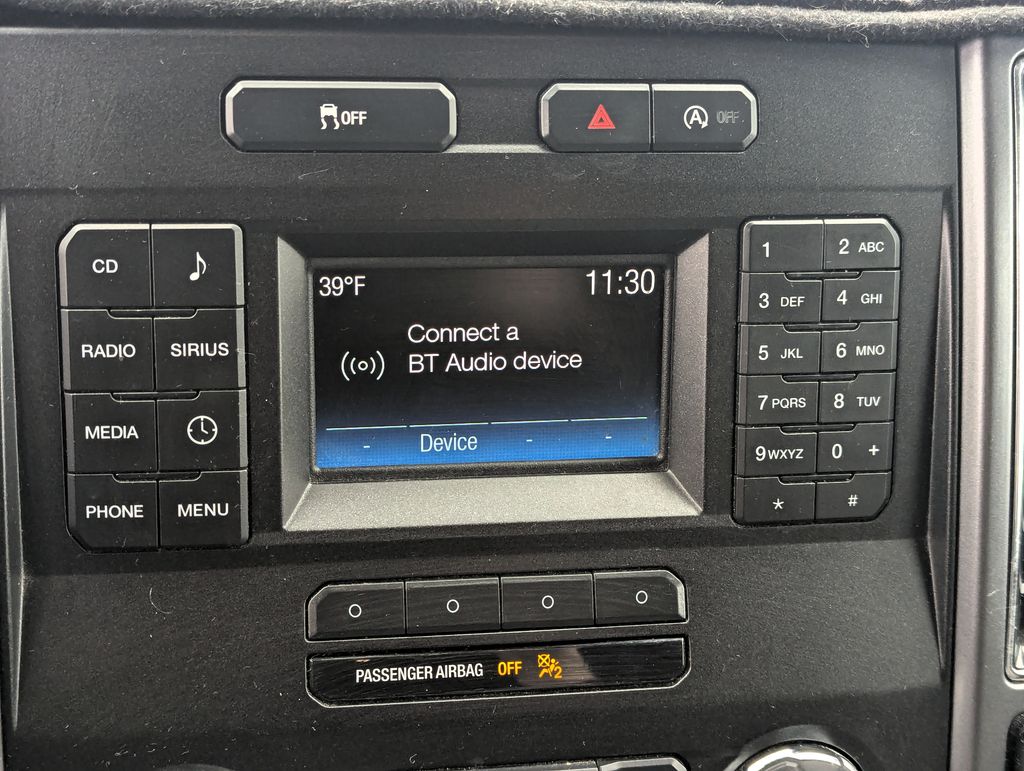 OFF
A OFF
CD
RADIO SIRIUS
MEDIA
PHONE MENU
39°F 11:30
Connect a
BT Audio device
- Device - -
1 2 ABC
3 DEF 4 GHI
5 JKL 6 MNO
7 PQRS 8 TUV
9 WXYZ 0 +
* #
PASSENGER AIRBAG OFF 2